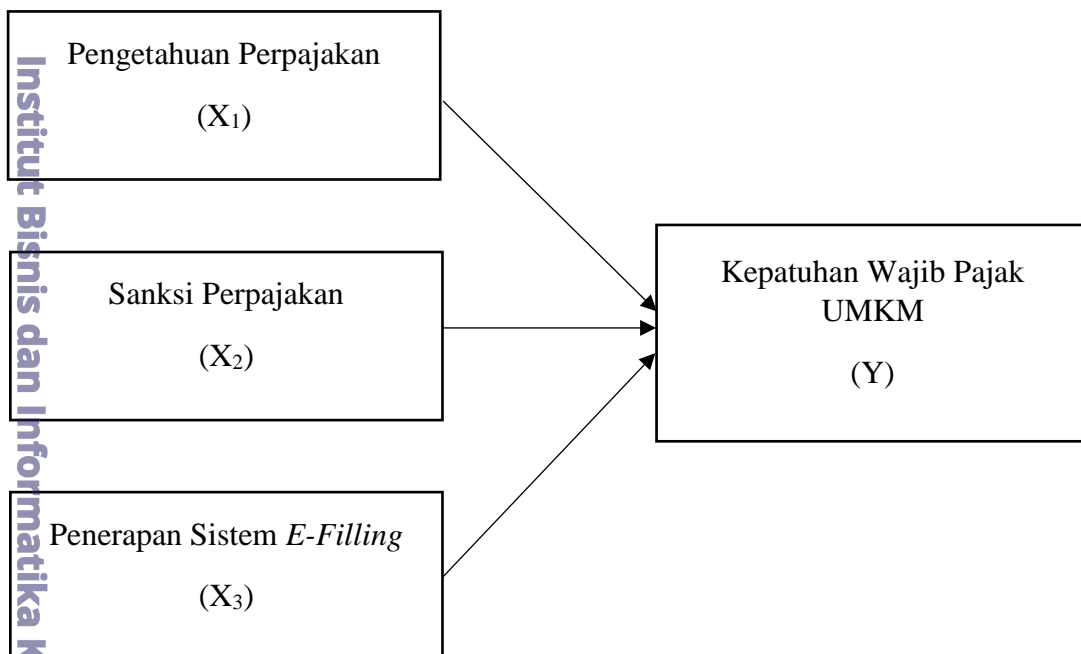 Pengetahuan Perpajakan
(X₁)
Sanksi Perpajakan
(X₂)
Penerapan Sistem E-Filling
(X₃)
Kepatuhan Wajib Pajak
UMKM
(Y)
Institut Bisnis dan Informatika